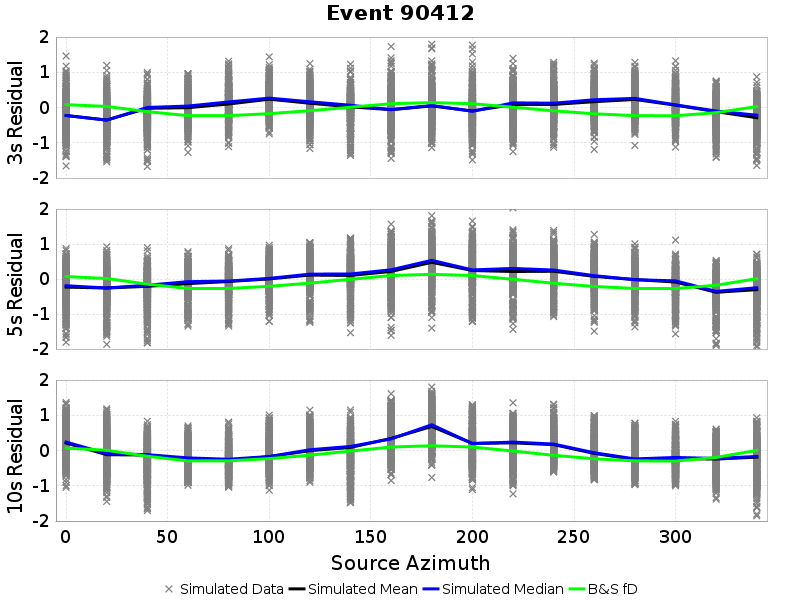 Event 90412
3s Residual
2
1
0
-1
-2
5s Residual
2
1
0
-1
-2
10s Residual
2
1
0
-1
-2
0 50 100 150 200 250 300
Source Azimuth
Simulated Data Simulated Mean Simulated Median B&S fD